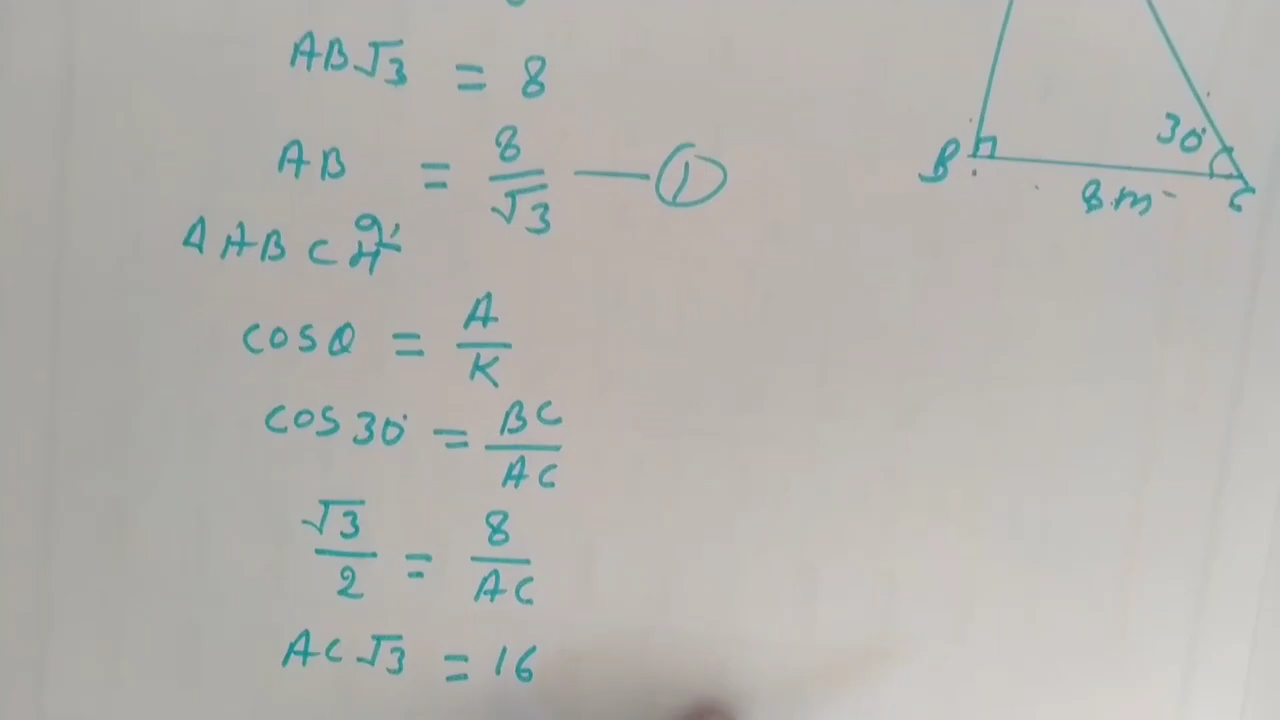 AB√3 = 8
AB = 8/√3 —— ①
△ABC में
cosθ = A/K
cos30° = BC/AC
√3/2 = 8/AC
AC√3 = 16
30°
B
8 m
C